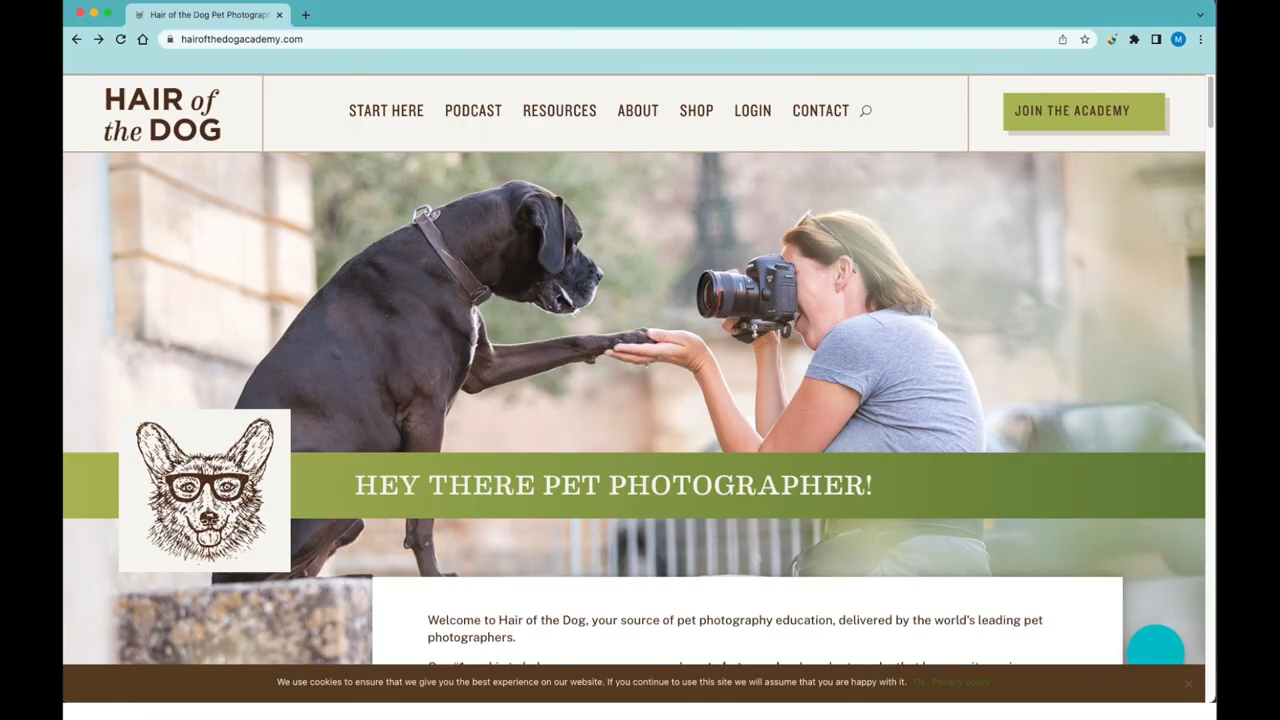 Hair of the Dog Pet Photograp
hairofthedogacademy.com
M
HAIR of
the DOG
START HERE
PODCAST
RESOURCES
ABOUT
SHOP
LOGIN
CONTACT
JOIN THE ACADEMY
HEY THERE PET PHOTOGRAPHER!
Welcome to Hair of the Dog, your source of pet photography education, delivered by the world's leading pet
photographers.
We use cookies to ensure that we give you the best experience on our website. If you continue to use this site we will assume that you are happy with it. Ok Privacy policy